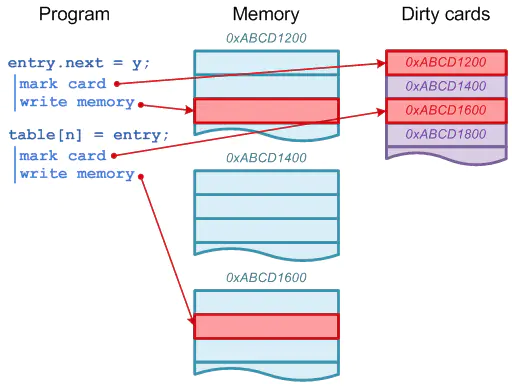 Program
entry.next = y;
mark card
write memory
table[n] = entry;
mark card
write memory
Memory
0xABCD1200
0xABCD1400
0xABCD1600
Dirty cards
0xABCD1200
0xABCD1400
0xABCD1600
0xABCD1800